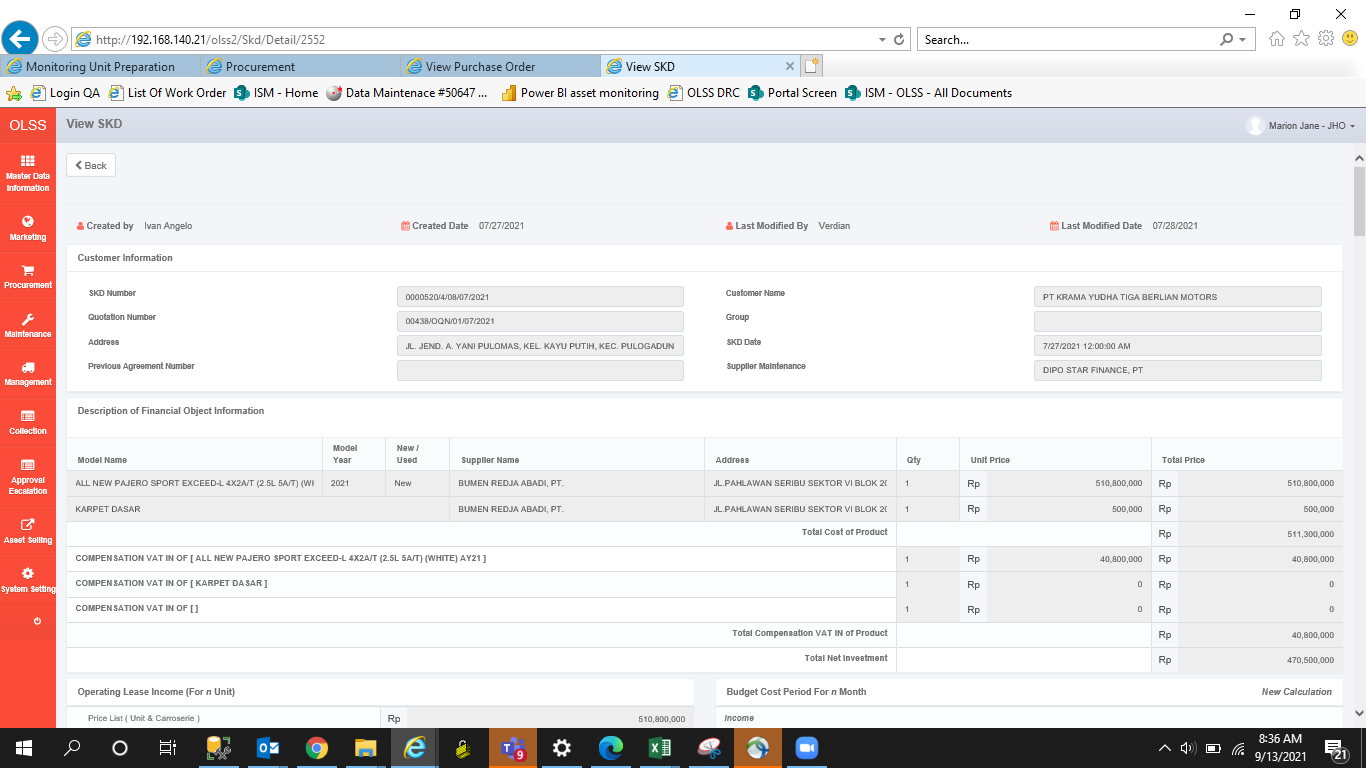 http://192.168.140.21/olss2/Skd/Detail/2552
Search...
Monitoring Unit Preparation
Procurement
View Purchase Order
View SKD
Login QA
List Of Work Order
ISM - Home
Data Maintenace #50647 ...
Power BI asset monitoring
OLSS DRC
Portal Screen
ISM - OLSS - All Documents
OLSS
View SKD
Marion Jane - JHO
Back
Master Data Information
Marketing
Procurement
Maintenance
Management
Collection
Approval Escalation
Asset Selling
System Setting
Created by Ivan Angelo
Created Date 07/27/2021
Last Modified By Verdian
Last Modified Date 07/28/2021
Customer Information
SKD Number 0000520/4/08/07/2021
Customer Name PT KRAMA YUDHA TIGA BERLIAN MOTORS
Quotation Number 00438/OQN/01/07/2021
Group
Address JL. JEND. A. YANI PULOMAS, KEL. KAYU PUTIH, KEC. PULOGADUN
SKD Date 7/27/2021 12:00:00 AM
Previous Agreement Number
Supplier Maintenance DIPO STAR FINANCE, PT
Description of Financial Object Information
Model Name Model Year New / Used Supplier Name Address Qty Unit Price Total Price
ALL NEW PAJERO SPORT EXCEED-L 4X2A/T (2.5L 5A/T) (WH 2021 New BUMEN REDJA ABADI, PT. JL.PAHLAWAN SERIBU SEKTOR VI BLOK 20 1 Rp 510,800,000 Rp 510,800,000
KARPET DASAR BUMEN REDJA ABADI, PT. JL.PAHLAWAN SERIBU SEKTOR VI BLOK 20 1 Rp 500,000 Rp 500,000
Total Cost of Product Rp 511,300,000
COMPENSATION VAT IN OF [ ALL NEW PAJERO SPORT EXCEED-L 4X2A/T (2.5L 5A/T) (WHITE) AY21 ] 1 Rp 40,800,000 Rp 40,800,000
COMPENSATION VAT IN OF [ KARPET DASAR ] 1 Rp 0 Rp 0
COMPENSATION VAT IN OF [ ] 1 Rp 0 Rp 0
Total Compensation VAT IN of Product Rp 40,800,000
Total Net Investment Rp 470,500,000
Operating Lease Income (For n Unit)
Budget Cost Period For n Month
New Calculation
Price List ( Unit & Carroserie ) Rp 510,800,000
Income
9
8:36 AM
9/13/2021
21